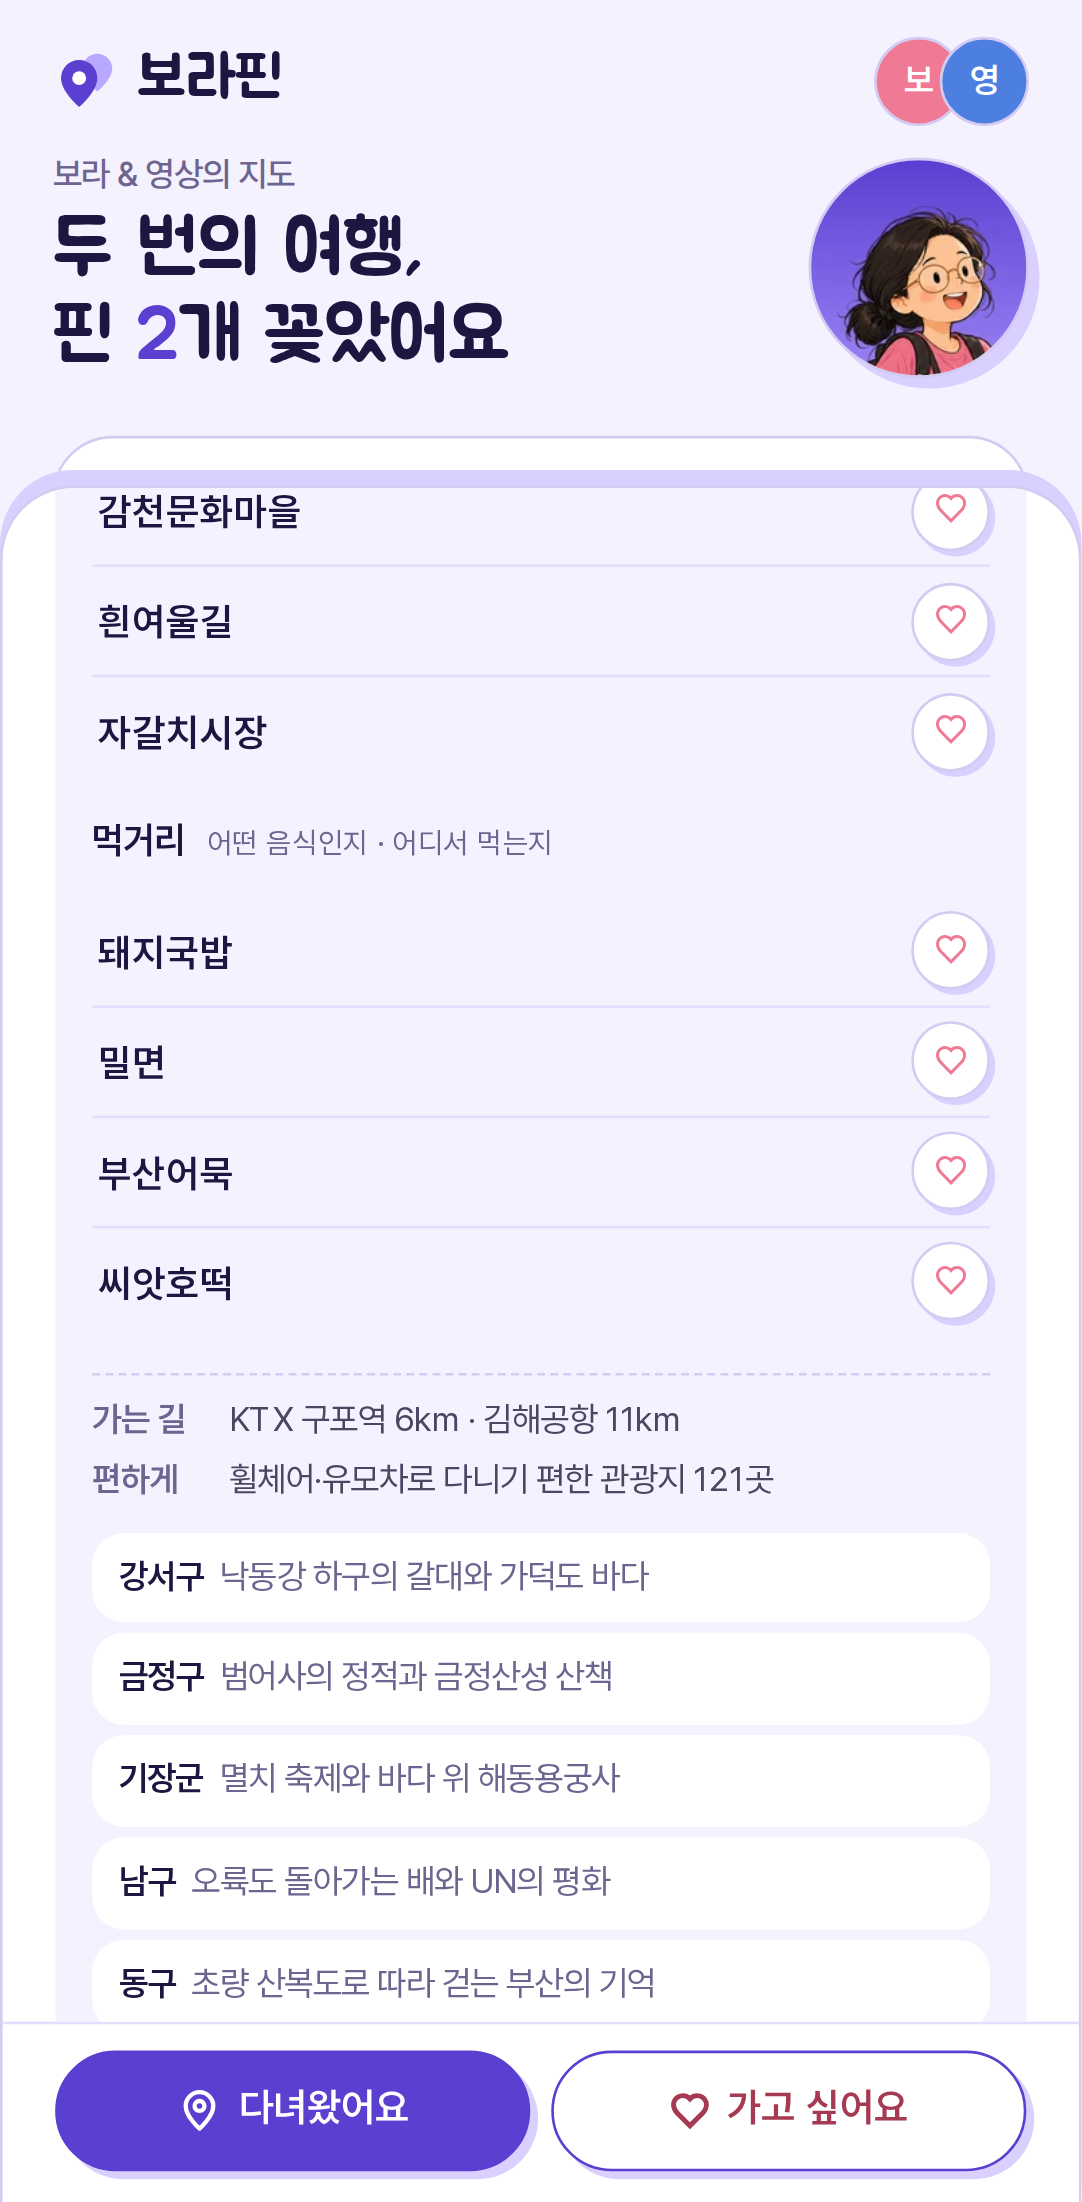 보라핀
보 영
보라 & 영상의 지도
두 번의 여행,
핀 2개 꽂았어요
감천문화마을
흰여울길
자갈치시장
먹거리 어떤 음식인지 · 어디서 먹는지
돼지국밥
밀면
부산어묵
씨앗호떡
가는 길 KTX 구포역 6km · 김해공항 11km
편하게 휠체어·유모차로 다니기 편한 관광지 121곳
강서구 낙동강 하구의 갈대와 가덕도 바다
금정구 범어사의 정적과 금정산성 산책
기장군 멸치 축제와 바다 위 해동용궁사
남구 오륙도 돌아가는 배와 UN의 평화
동구 초량 산복도로 따라 걷는 부산의 기억
다녀왔어요 가고 싶어요